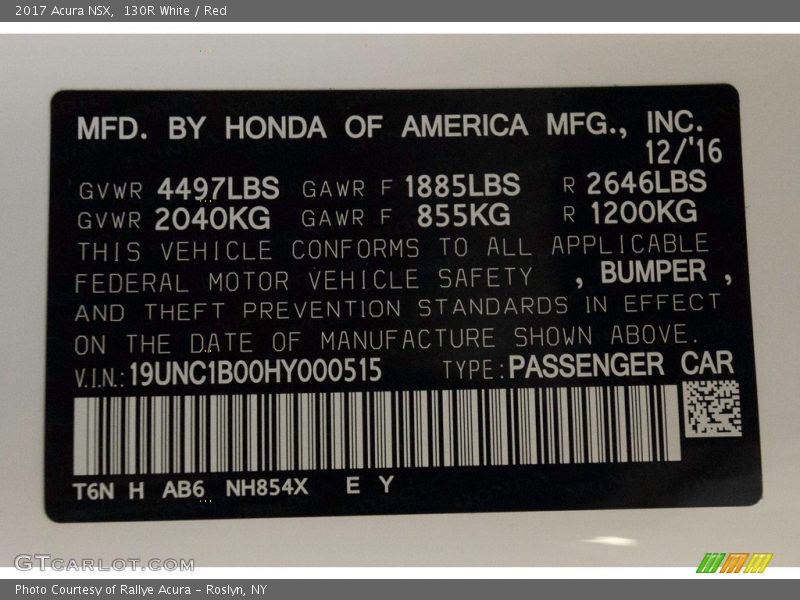 2017 Acura NSX, 130R White / Red
MFD. BY HONDA OF AMERICA MFG., INC.
12/'16
GVWR 4497LBS GAWR F 1885LBS R 2646LBS
GVWR 2040KG GAWR F 855KG R 1200KG
THIS VEHICLE CONFORMS TO ALL APPLICABLE
FEDERAL MOTOR VEHICLE SAFETY , BUMPER ,
AND THEFT PREVENTION STANDARDS IN EFFECT
ON THE DATE OF MANUFACTURE SHOWN ABOVE.
V.I.N.: 19UNC1B00HY000515 TYPE: PASSENGER CAR
T6N H AB6 NH854X E Y
GTCARLOT.COM
Photo Courtesy of Rallye Acura - Roslyn, NY